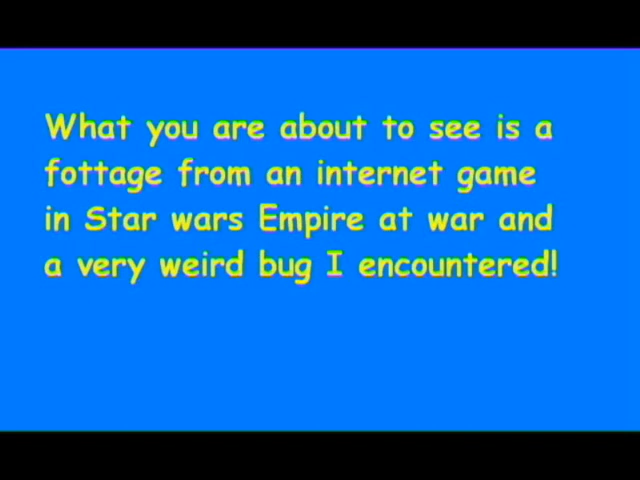 What you are about to see is a
fottage from an internet game
in Star wars Empire at war and
a very weird bug I encountered!